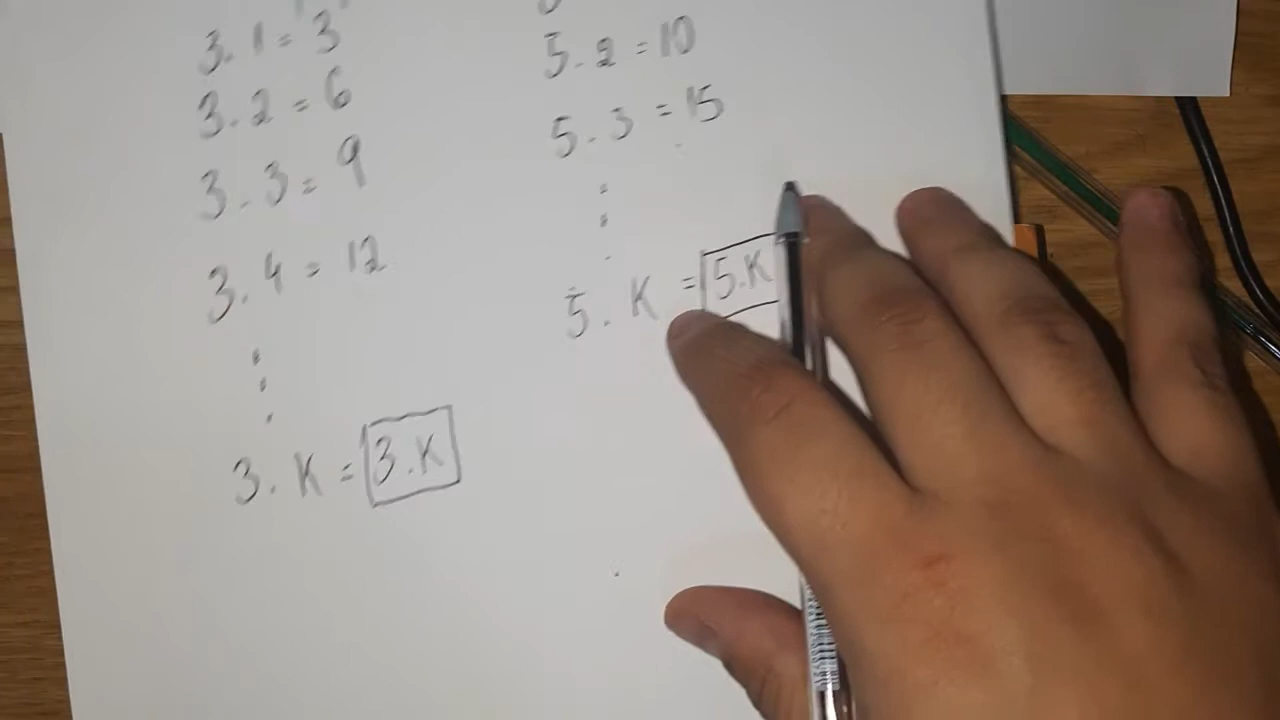 3.1 = 3
3.2 = 6
3.3 = 9
3.4 = 12
3.K = 3.K
5.2 = 10
5.3 = 15
5.K = 5.K